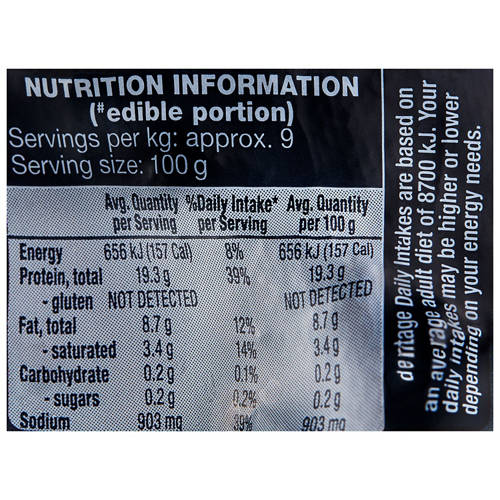 NUTRITION INFORMATION
(#edible portion)
Servings per kg: approx. 9
Serving size: 100 g
Avg. Quantity %Daily Intake* Avg. Quantity
per Serving per Serving per 100 g
Energy 656 kJ (157 Cal) 8% 656 kJ (157 Cal)
Protein, total 19.3 g 39% 19.3 g
- gluten NOT DETECTED NOT DETECTED
Fat, total 8.7 g 12% 8.7 g
- saturated 3.4 g 14% 3.4 g
Carbohydrate 0.2 g 0.1% 0.2 g
- sugars 0.2 g 0.2% 0.2 g
Sodium 903 mg 39% 903 mg
Daily Intakes are based on
an average adult diet of 8700 kJ. Your
daily intakes may be higher or lower
depending on your energy needs.